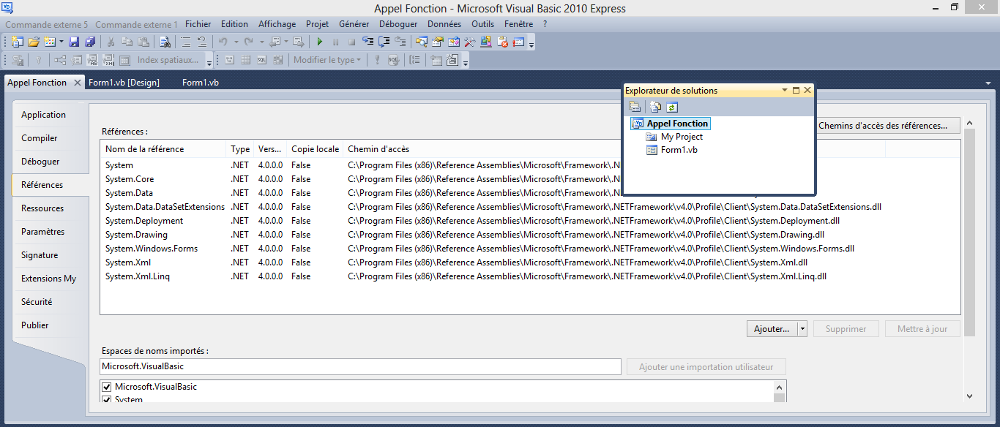 Appel Fonction - Microsoft Visual Basic 2010 Express
Commande externe 5 Commande externe 1 Fichier Edition Affichage Projet Générer Déboguer Données Outils Fenêtre ?
Index spatiaux... Modifier le type
Appel Fonction Form1.vb [Design] Form1.vb
Explorateur de solutions
Appel Fonction
My Project
Form1.vb
Application
Compiler
Déboguer
Références
Ressources
Paramètres
Signature
Extensions My
Sécurité
Publier
Références :
Chemins d'accès des références...
Nom de la référence Type Vers... Copie locale Chemin d'accès
System .NET 4.0.0.0 False C:\Program Files (x86)\Reference Assemblies\Microsoft\Framework\.N
System.Core .NET 4.0.0.0 False C:\Program Files (x86)\Reference Assemblies\Microsoft\Framework\.N
System.Data .NET 4.0.0.0 False C:\Program Files (x86)\Reference Assemblies\Microsoft\Framework\.N
System.Data.DataSetExtensions .NET 4.0.0.0 False C:\Program Files (x86)\Reference Assemblies\Microsoft\Framework\.NETFramework\v4.0\Profile\Client\System.Data.DataSetExtensions.dll
System.Deployment .NET 4.0.0.0 False C:\Program Files (x86)\Reference Assemblies\Microsoft\Framework\.NETFramework\v4.0\Profile\Client\System.Deployment.dll
System.Drawing .NET 4.0.0.0 False C:\Program Files (x86)\Reference Assemblies\Microsoft\Framework\.NETFramework\v4.0\Profile\Client\System.Drawing.dll
System.Windows.Forms .NET 4.0.0.0 False C:\Program Files (x86)\Reference Assemblies\Microsoft\Framework\.NETFramework\v4.0\Profile\Client\System.Windows.Forms.dll
System.Xml .NET 4.0.0.0 False C:\Program Files (x86)\Reference Assemblies\Microsoft\Framework\.NETFramework\v4.0\Profile\Client\System.Xml.dll
System.Xml.Linq .NET 4.0.0.0 False C:\Program Files (x86)\Reference Assemblies\Microsoft\Framework\.NETFramework\v4.0\Profile\Client\System.Xml.Linq.dll
Ajouter... Supprimer Mettre à jour
Espaces de noms importés :
Microsoft.VisualBasic Ajouter une importation utilisateur
Microsoft.VisualBasic
System